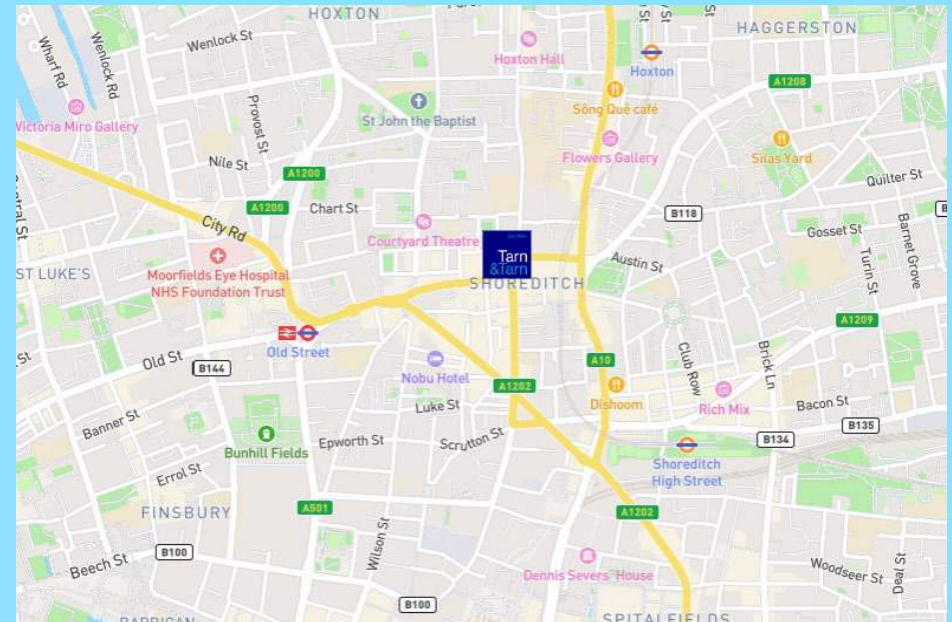 HOXTON
HAGGERSTON
Wenlock St
Wharf Rd
Wenlock Rd
Hoxton Hall
Hoxton
A1208
Sông Quê café
Provost St
St John the Baptist
Victoria Miro Gallery
Flowers Gallery
Silas Yard
Nile St
A1200
Quilter St
A1200
Chart St
B118
City Rd
Barnet Grove
Gosset St
Courtyard Theatre
Tarn
&Tarn
Austin St
Turin St
ST LUKE'S
Moorfields Eye Hospital
NHS Foundation Trust
SHOREDITCH
A1209
Old Street
Old St
B144
Nobu Hotel
A10
Club Row
Brick Ln
A1202
Dishoom
Rich Mix
Bacon St
Luke St
Banner St
Epworth St
Scrutton St
B135
B134
Bunhill Fields
Shoreditch
High Street
Errol St
FINSBURY
A501
A1202
Wilson St
B100
Beech St
Dennis Severs' House
Woodseer St
Deal St
B100
SPITALFIELDS